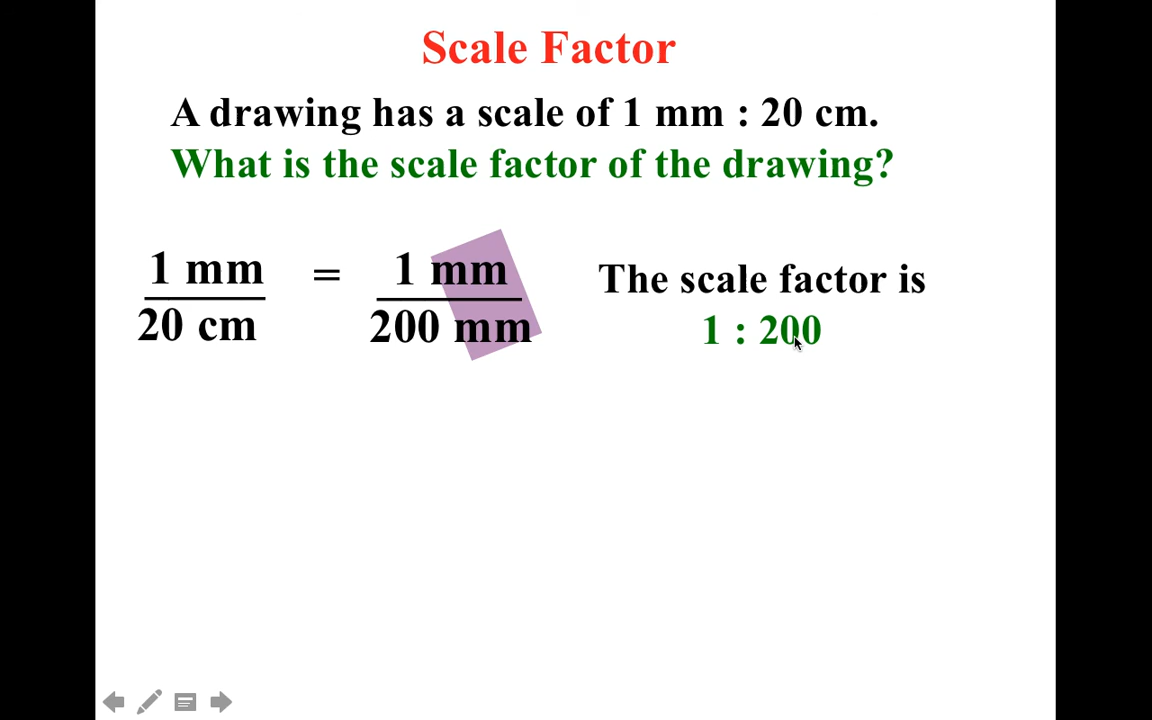 Scale Factor
A drawing has a scale of 1 mm : 20 cm.
What is the scale factor of the drawing?
1 mm = 1 mm
20 cm 200 mm
The scale factor is
1 : 200